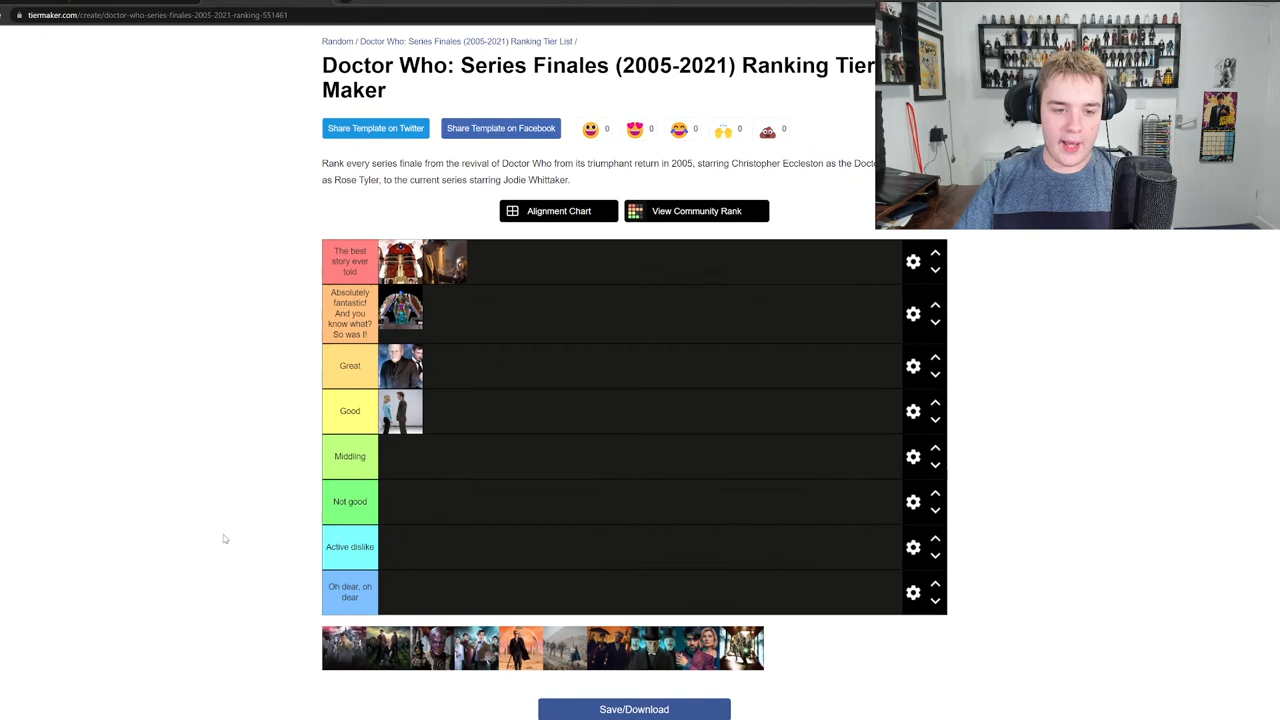 tiermaker.com/create/doctor-who-series-finales-2005-2021-ranking-551461
Random / Doctor Who: Series Finales (2005-2021) Ranking Tier List /
Doctor Who: Series Finales (2005-2021) Ranking Tier
Maker
Share Template on Twitter
Share Template on Facebook
0
0
0
0
0
Rank every series finale from the revival of Doctor Who from its triumphant return in 2005, starring Christopher Eccleston as the Docto
as Rose Tyler, to the current series starring Jodie Whittaker.
Alignment Chart
View Community Rank
The best
story ever
told
Absolutely
fantastic!
And you
know what?
So was I!
Great
Good
Middling
Not good
Active dislike
Oh dear, oh
dear
Save/Download